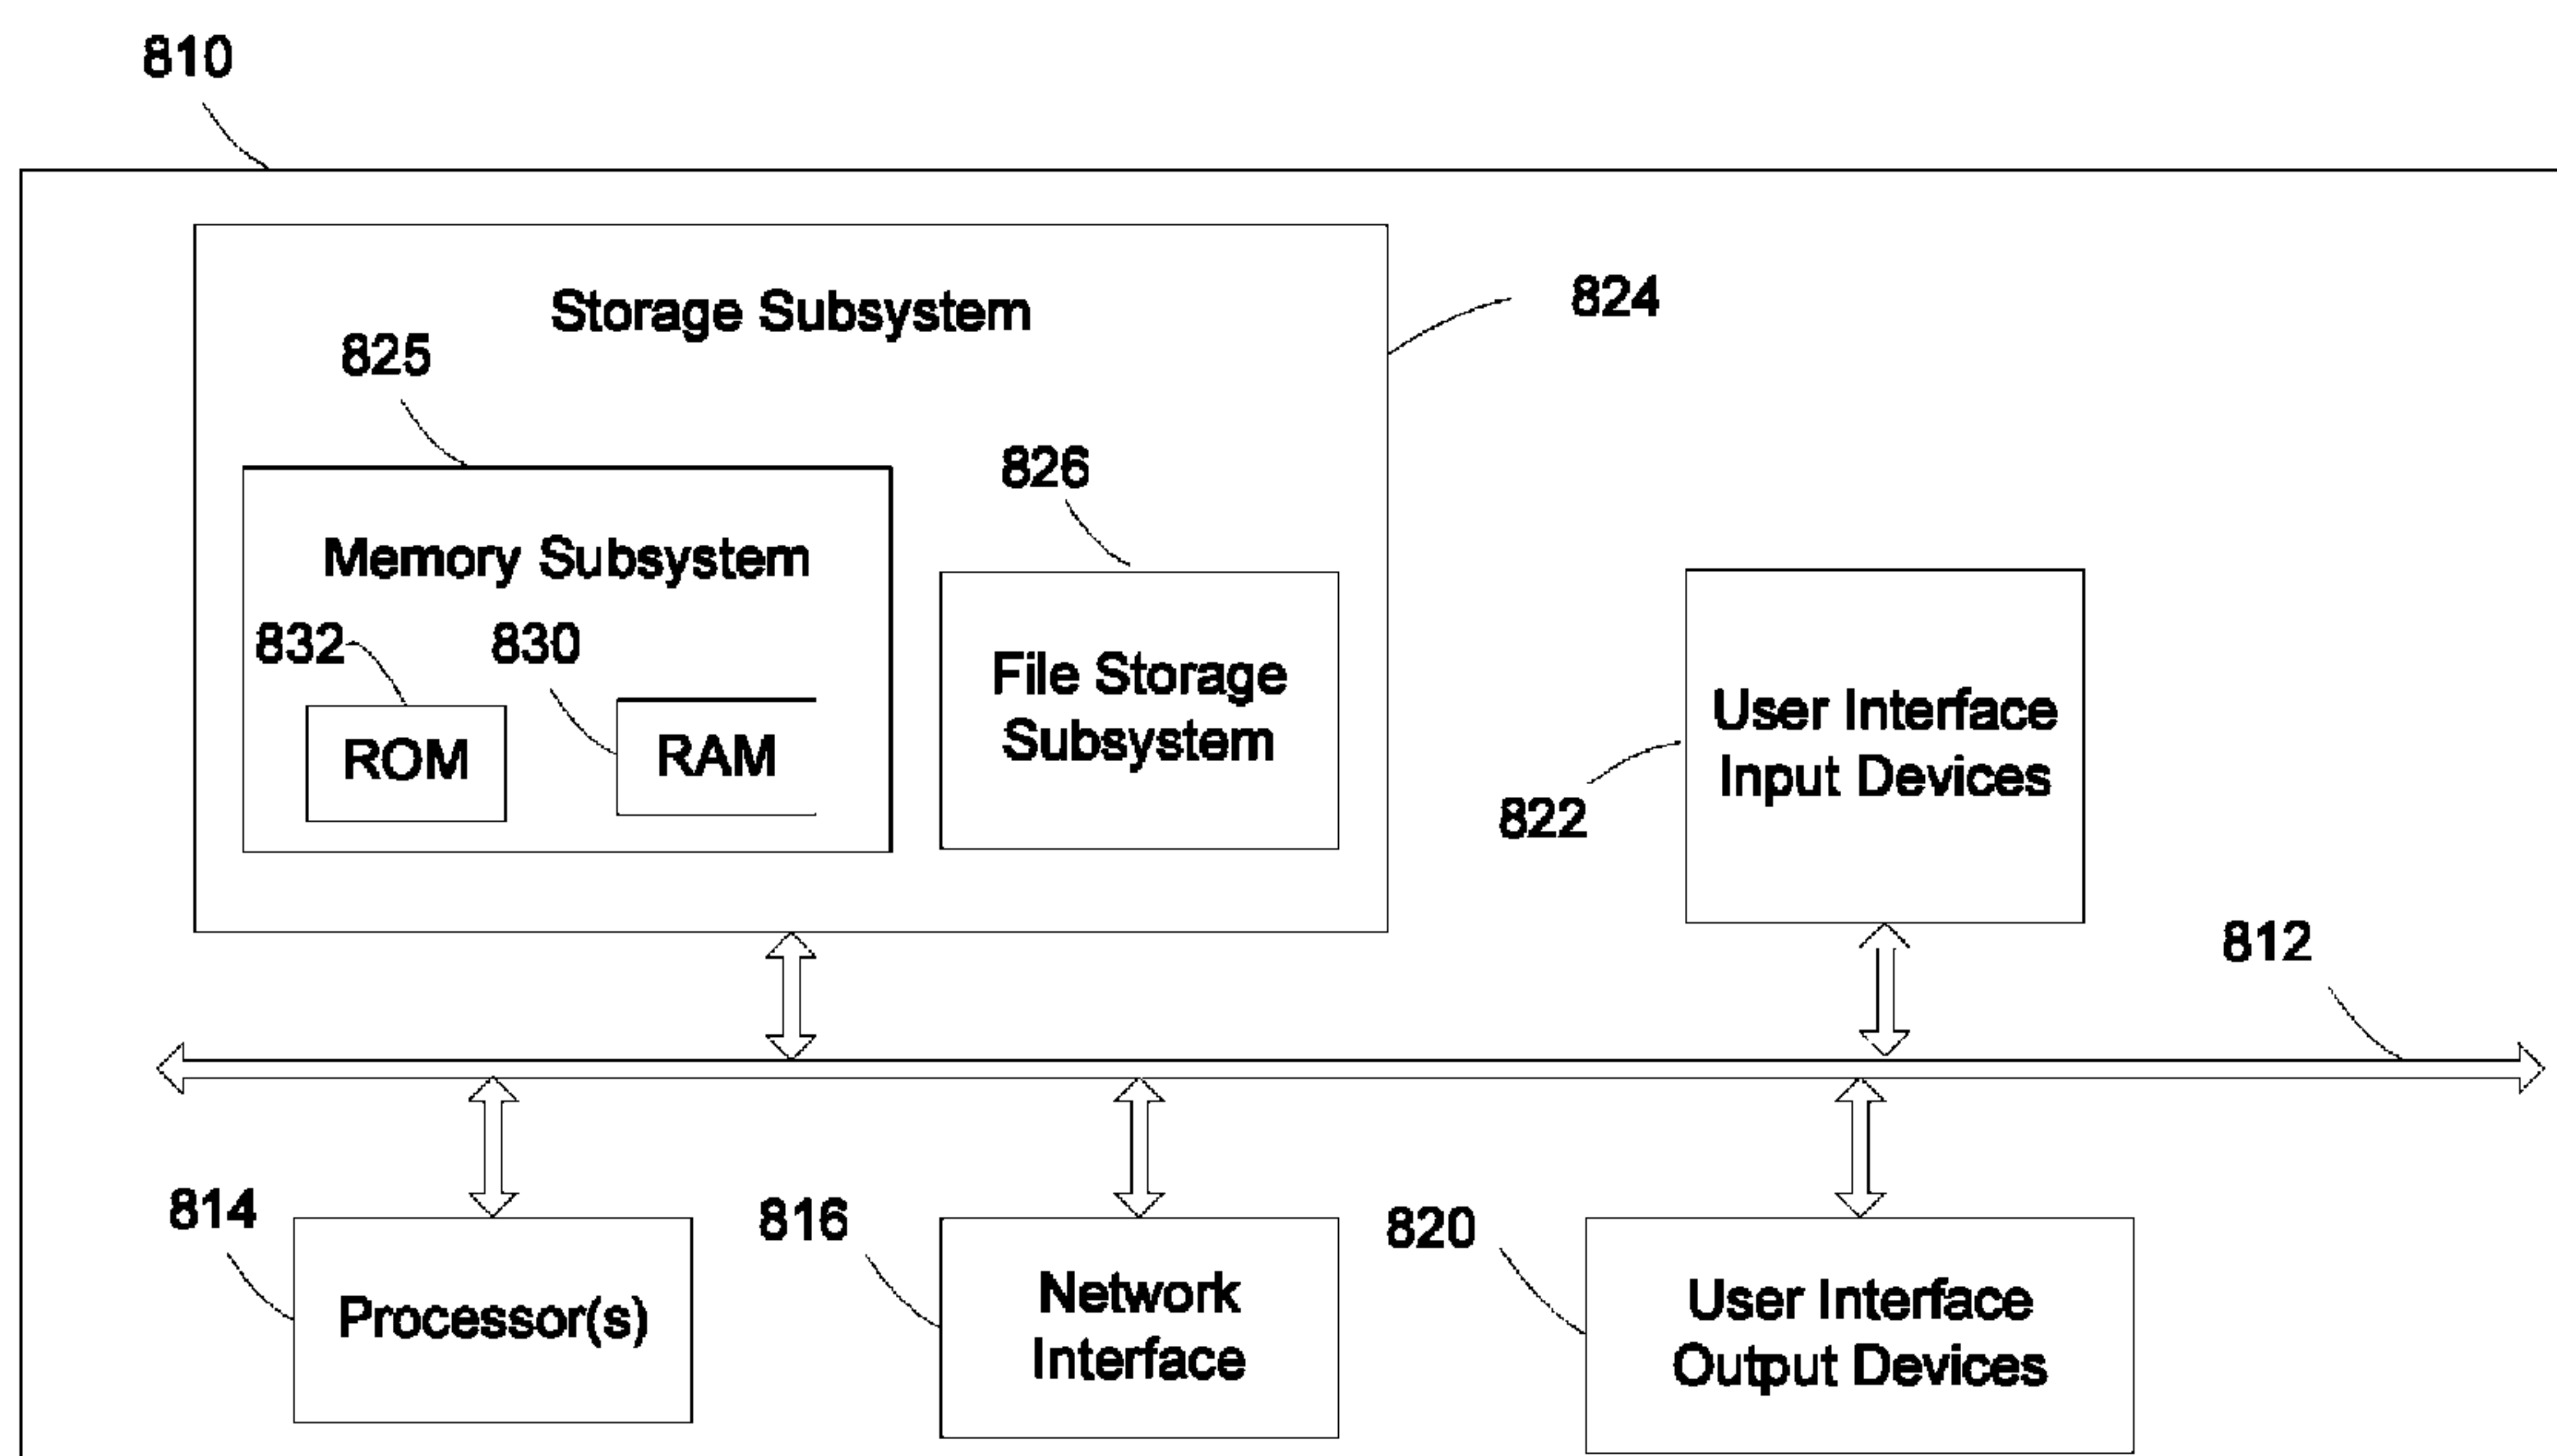 810
Storage Subsystem
824
825
826
Memory Subsystem
832
830
File Storage
Subsystem
ROM
RAM
User Interface
Input Devices
822
812
814
816
820
Processor(s)
Network
Interface
User Interface
Output Devices